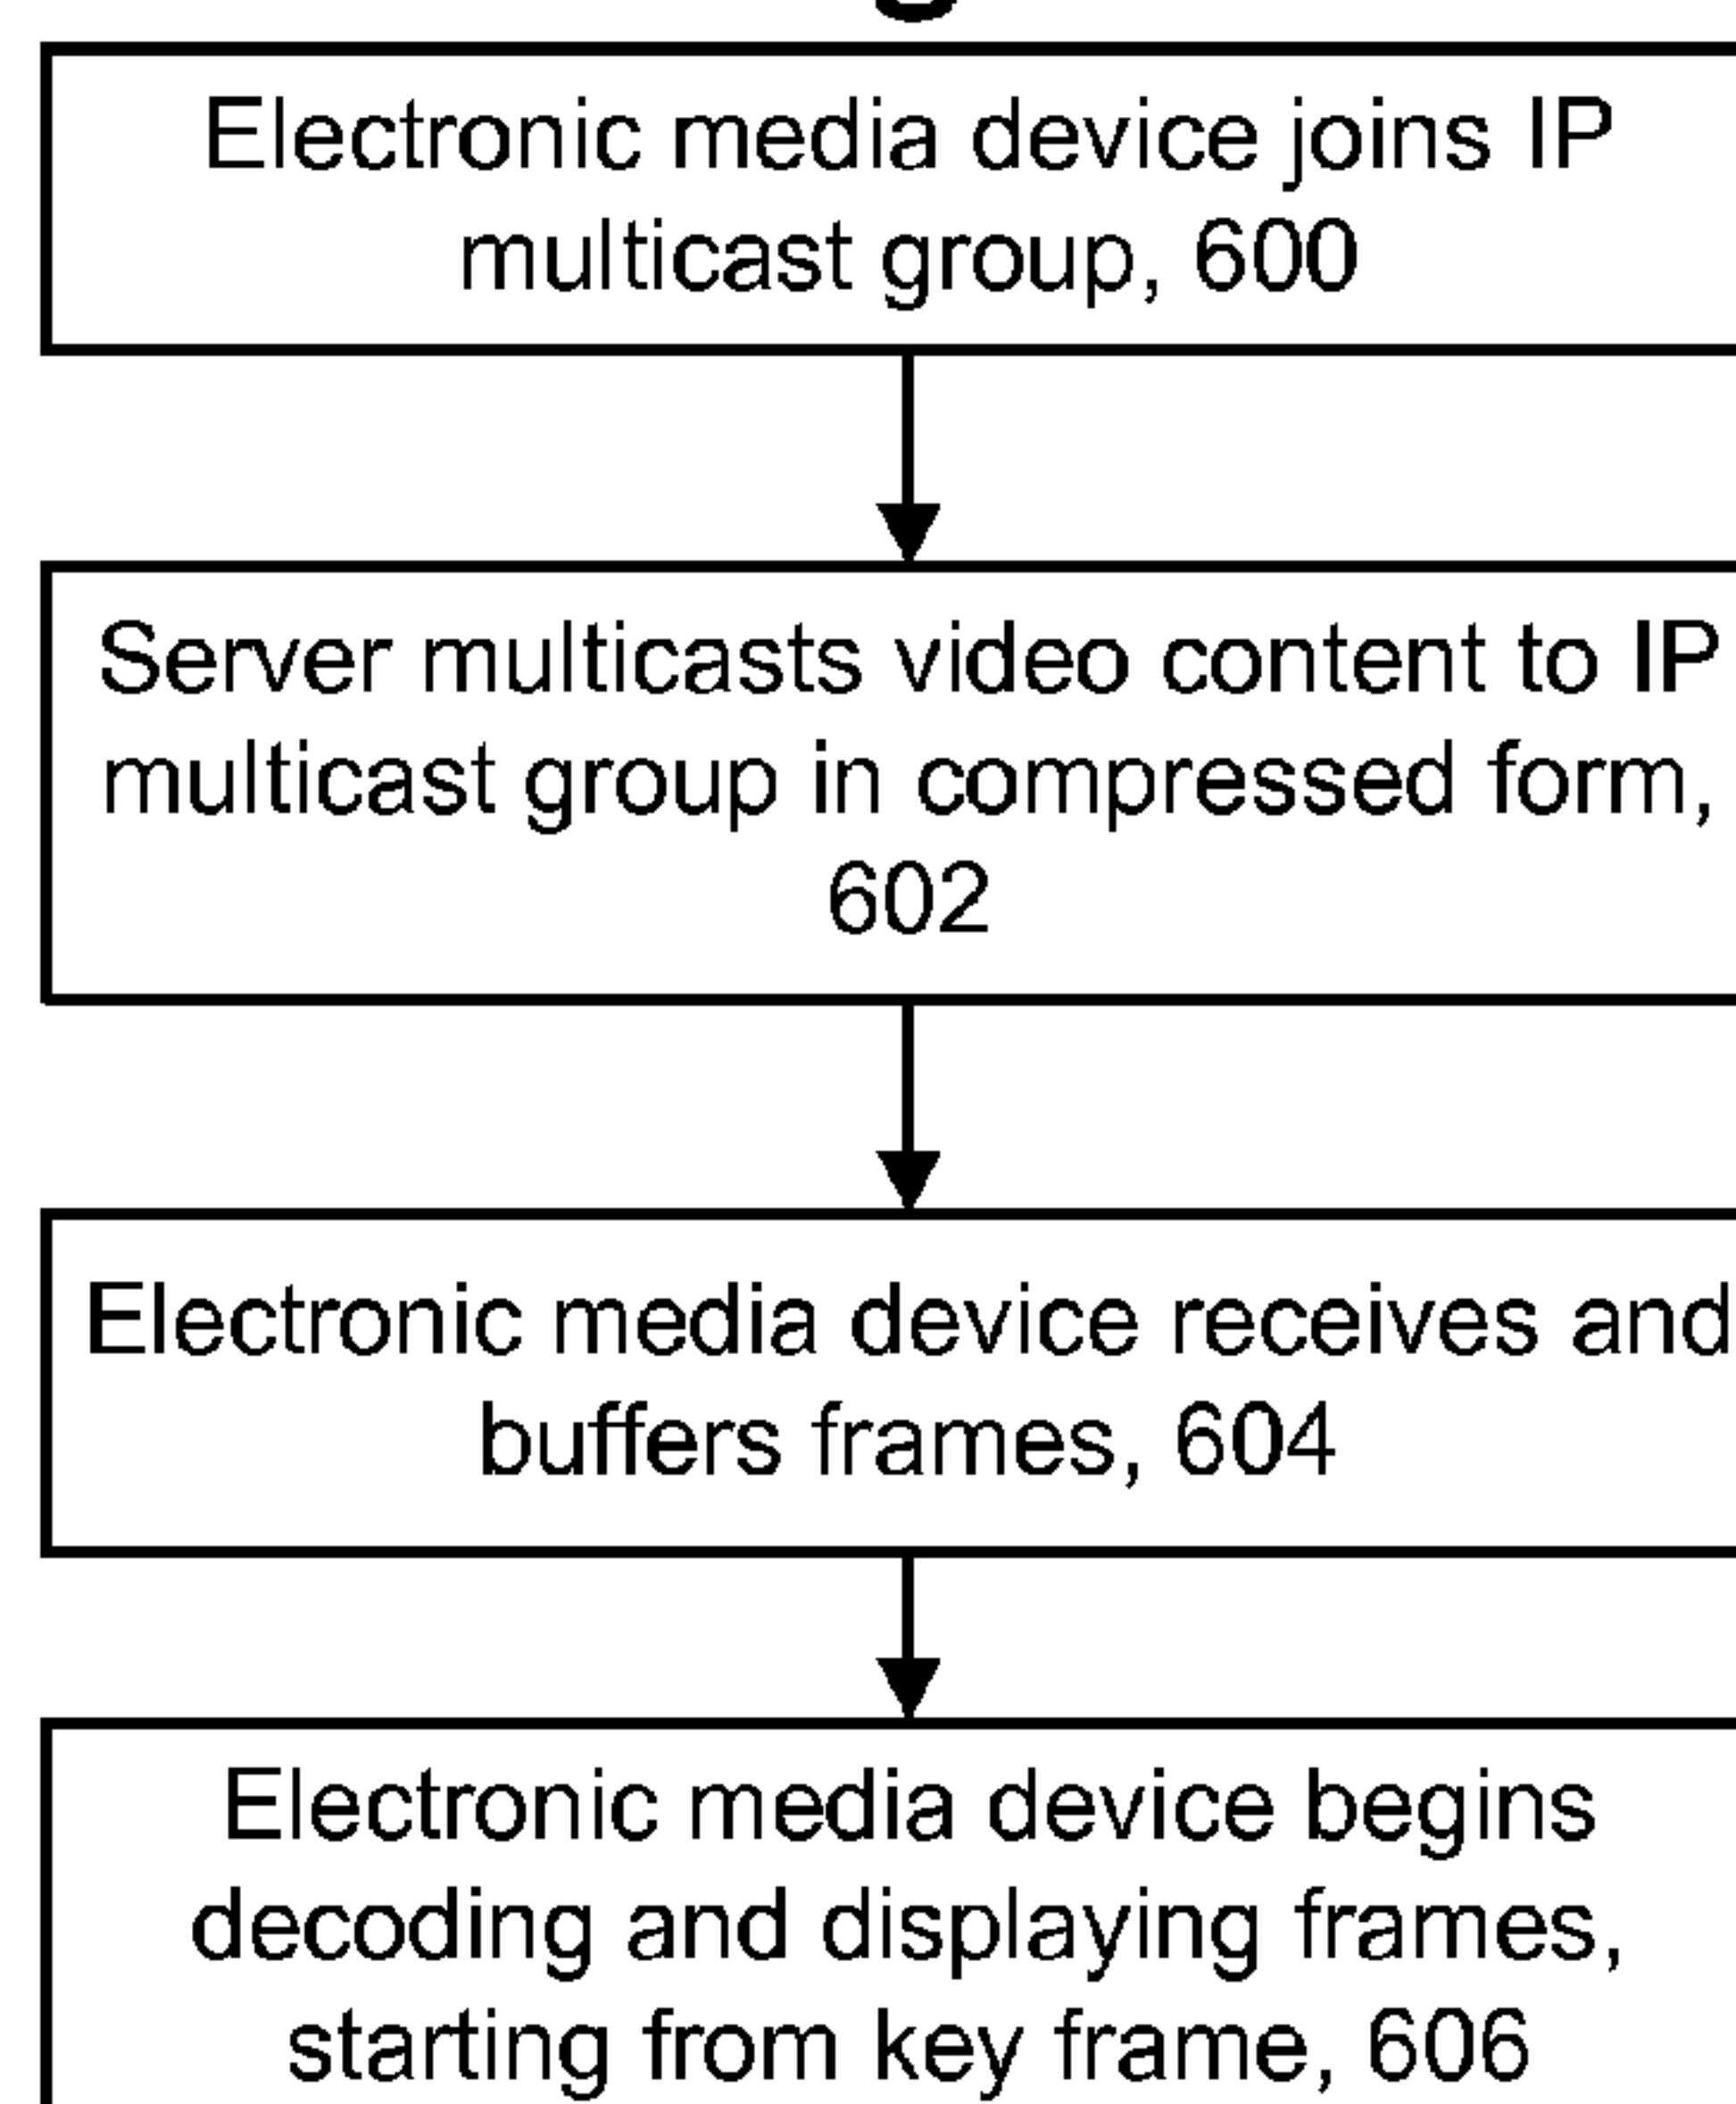 Electronic media device joins IP
multicast group, 600
Server multicasts video content to IP
multicast group in compressed form,
602
Electronic media device receives and
buffers frames, 604
Electronic media device begins
decoding and displaying frames,
starting from key frame, 606